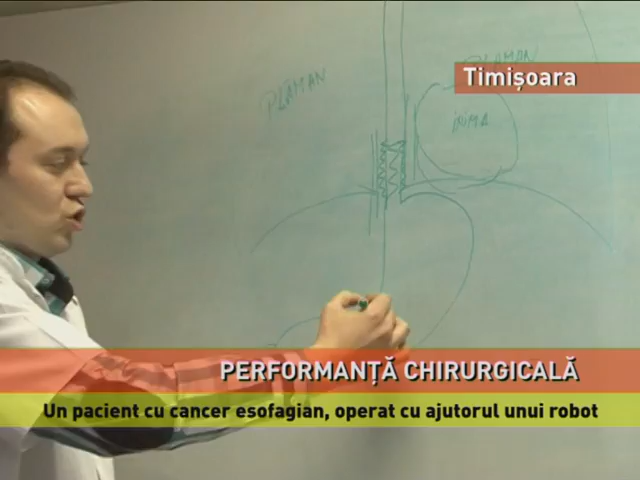 PLĂMAN
PLĂMAN
Timișoara
INIMA
PERFORMANȚĂ CHIRURGICALĂ
Un pacient cu cancer esofagian, operat cu ajutorul unui robot